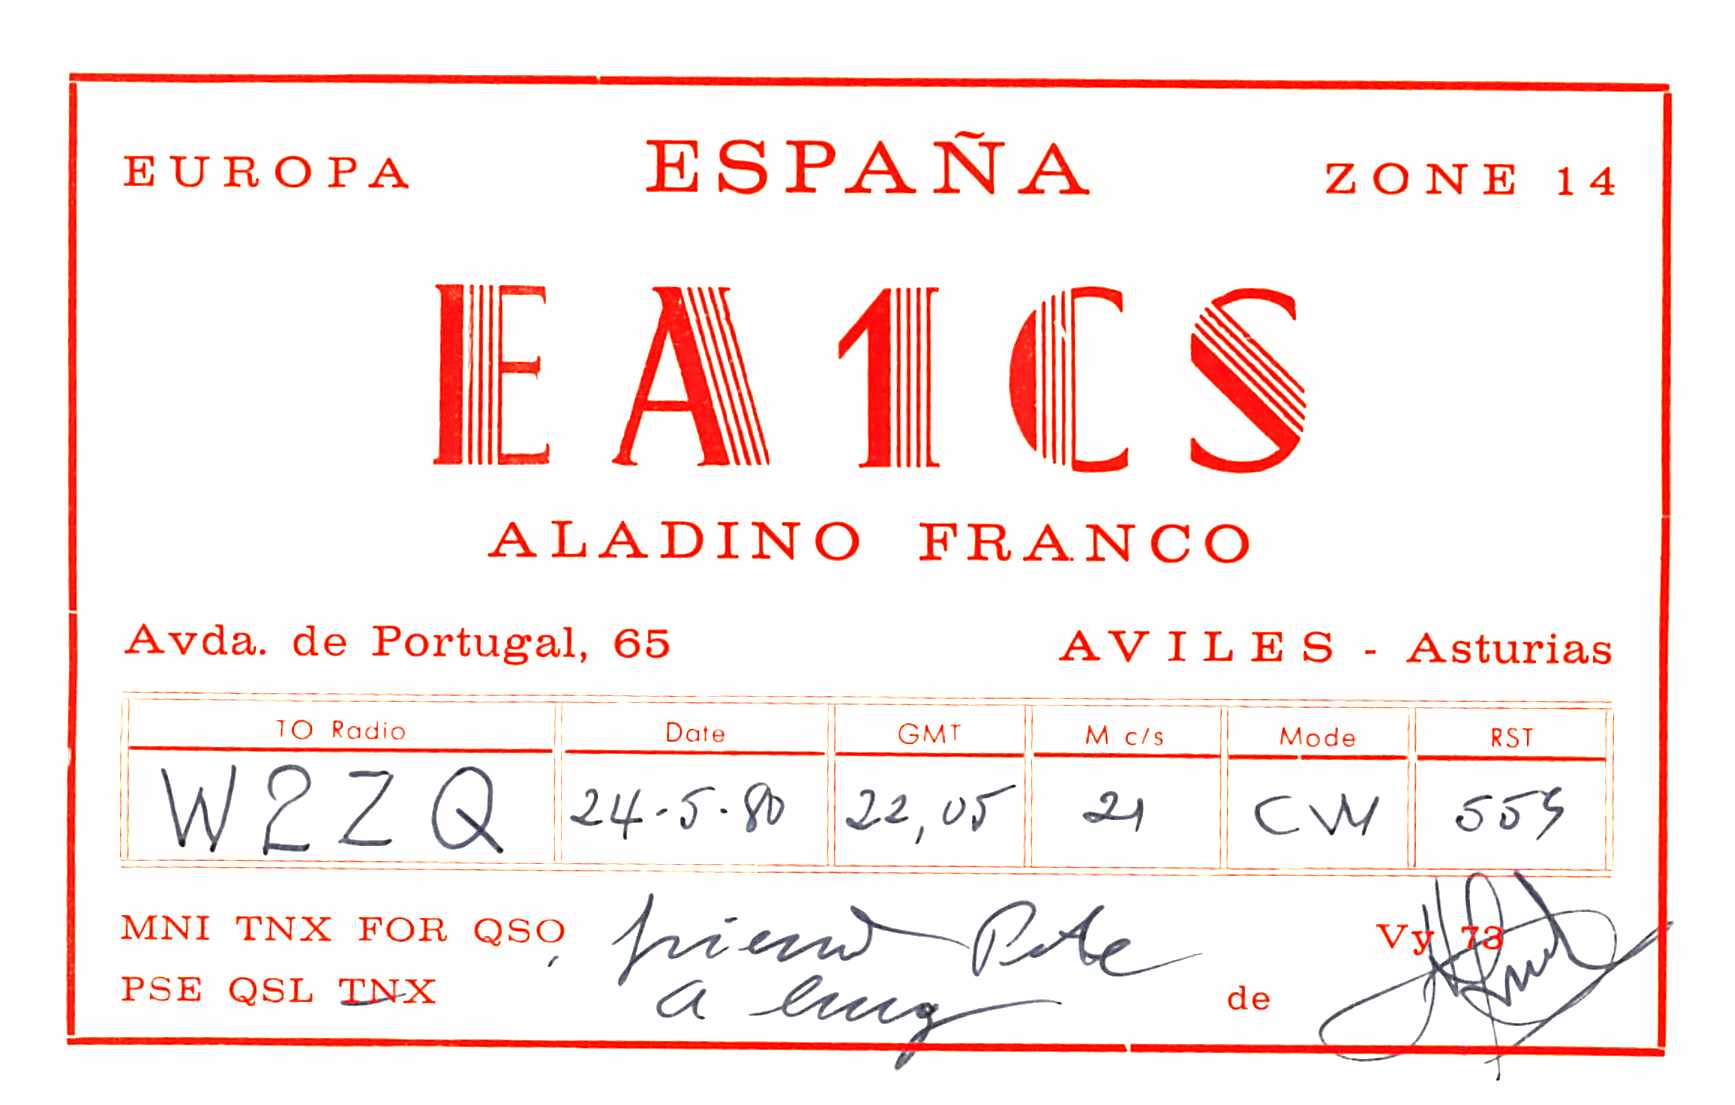 EUROPA ESPAÑA ZONE 14
EA1CS
ALADINO FRANCO
Avda. de Portugal, 65 AVILES - Asturias
TO Radio Date GMT M c/s Mode RST
W2ZQ 24-5-80 22,05 21 CW 559
MNI TNX FOR QSO, friend Pete Vy 73
PSE QSL TNX a de